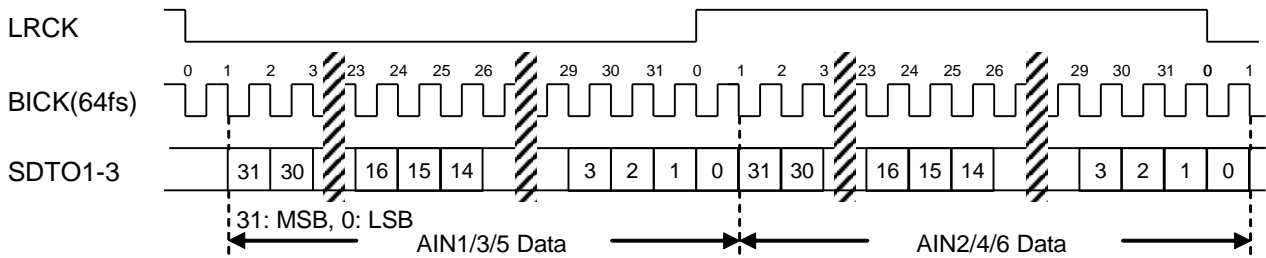 LRCK
0 1 2 3 23 24 25 26 29 30 31 0 1 2 3 23 24 25 26 29 30 31 0 1
BICK(64fs)
SDTO1-3 31 30 16 15 14 3 2 1 0 31 30 16 15 14 3 2 1 0
31: MSB, 0: LSB
AIN1/3/5 Data AIN2/4/6 Data